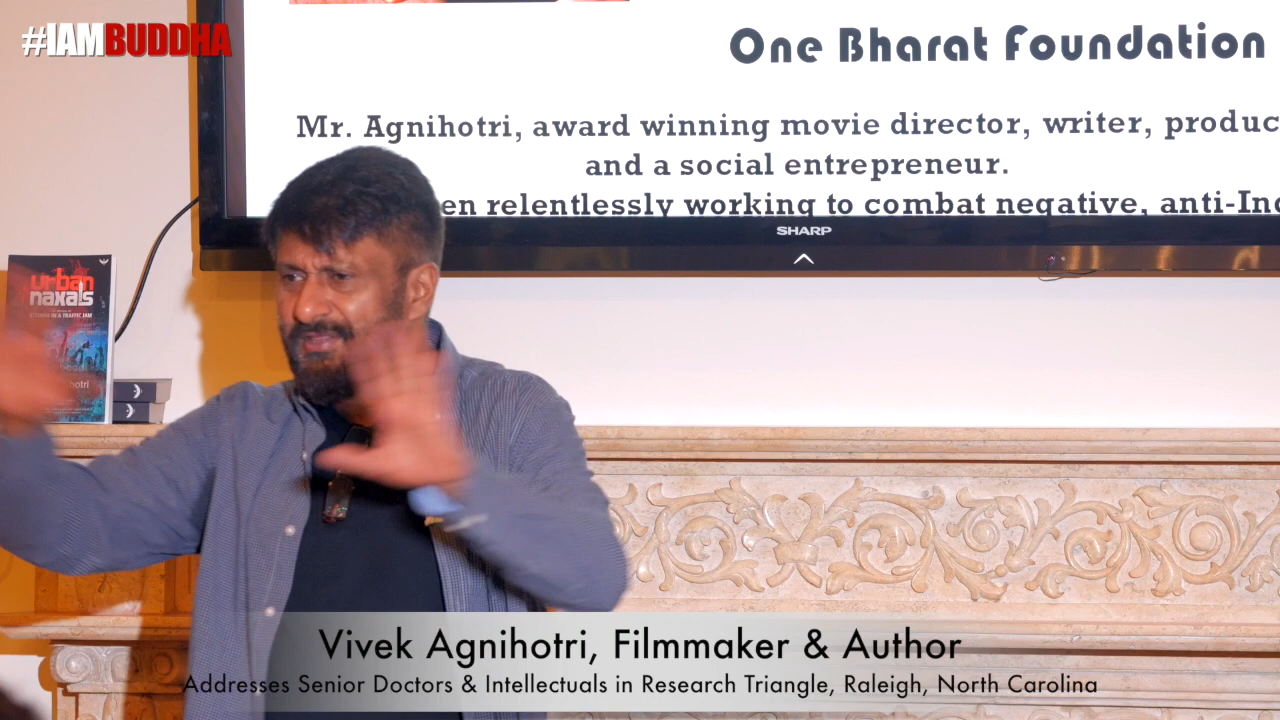 #IAMBUDDHA
One Bharat Foundation
Mr. Agnihotri, award winning movie director, writer, produc
and a social entrepreneur.
en relentlessly working to combat negative, anti-Ind
SHARP
urban
naxals
Vivek Agnihotri, Filmmaker & Author
Addresses Senior Doctors & Intellectuals in Research Triangle, Raleigh, North Carolina